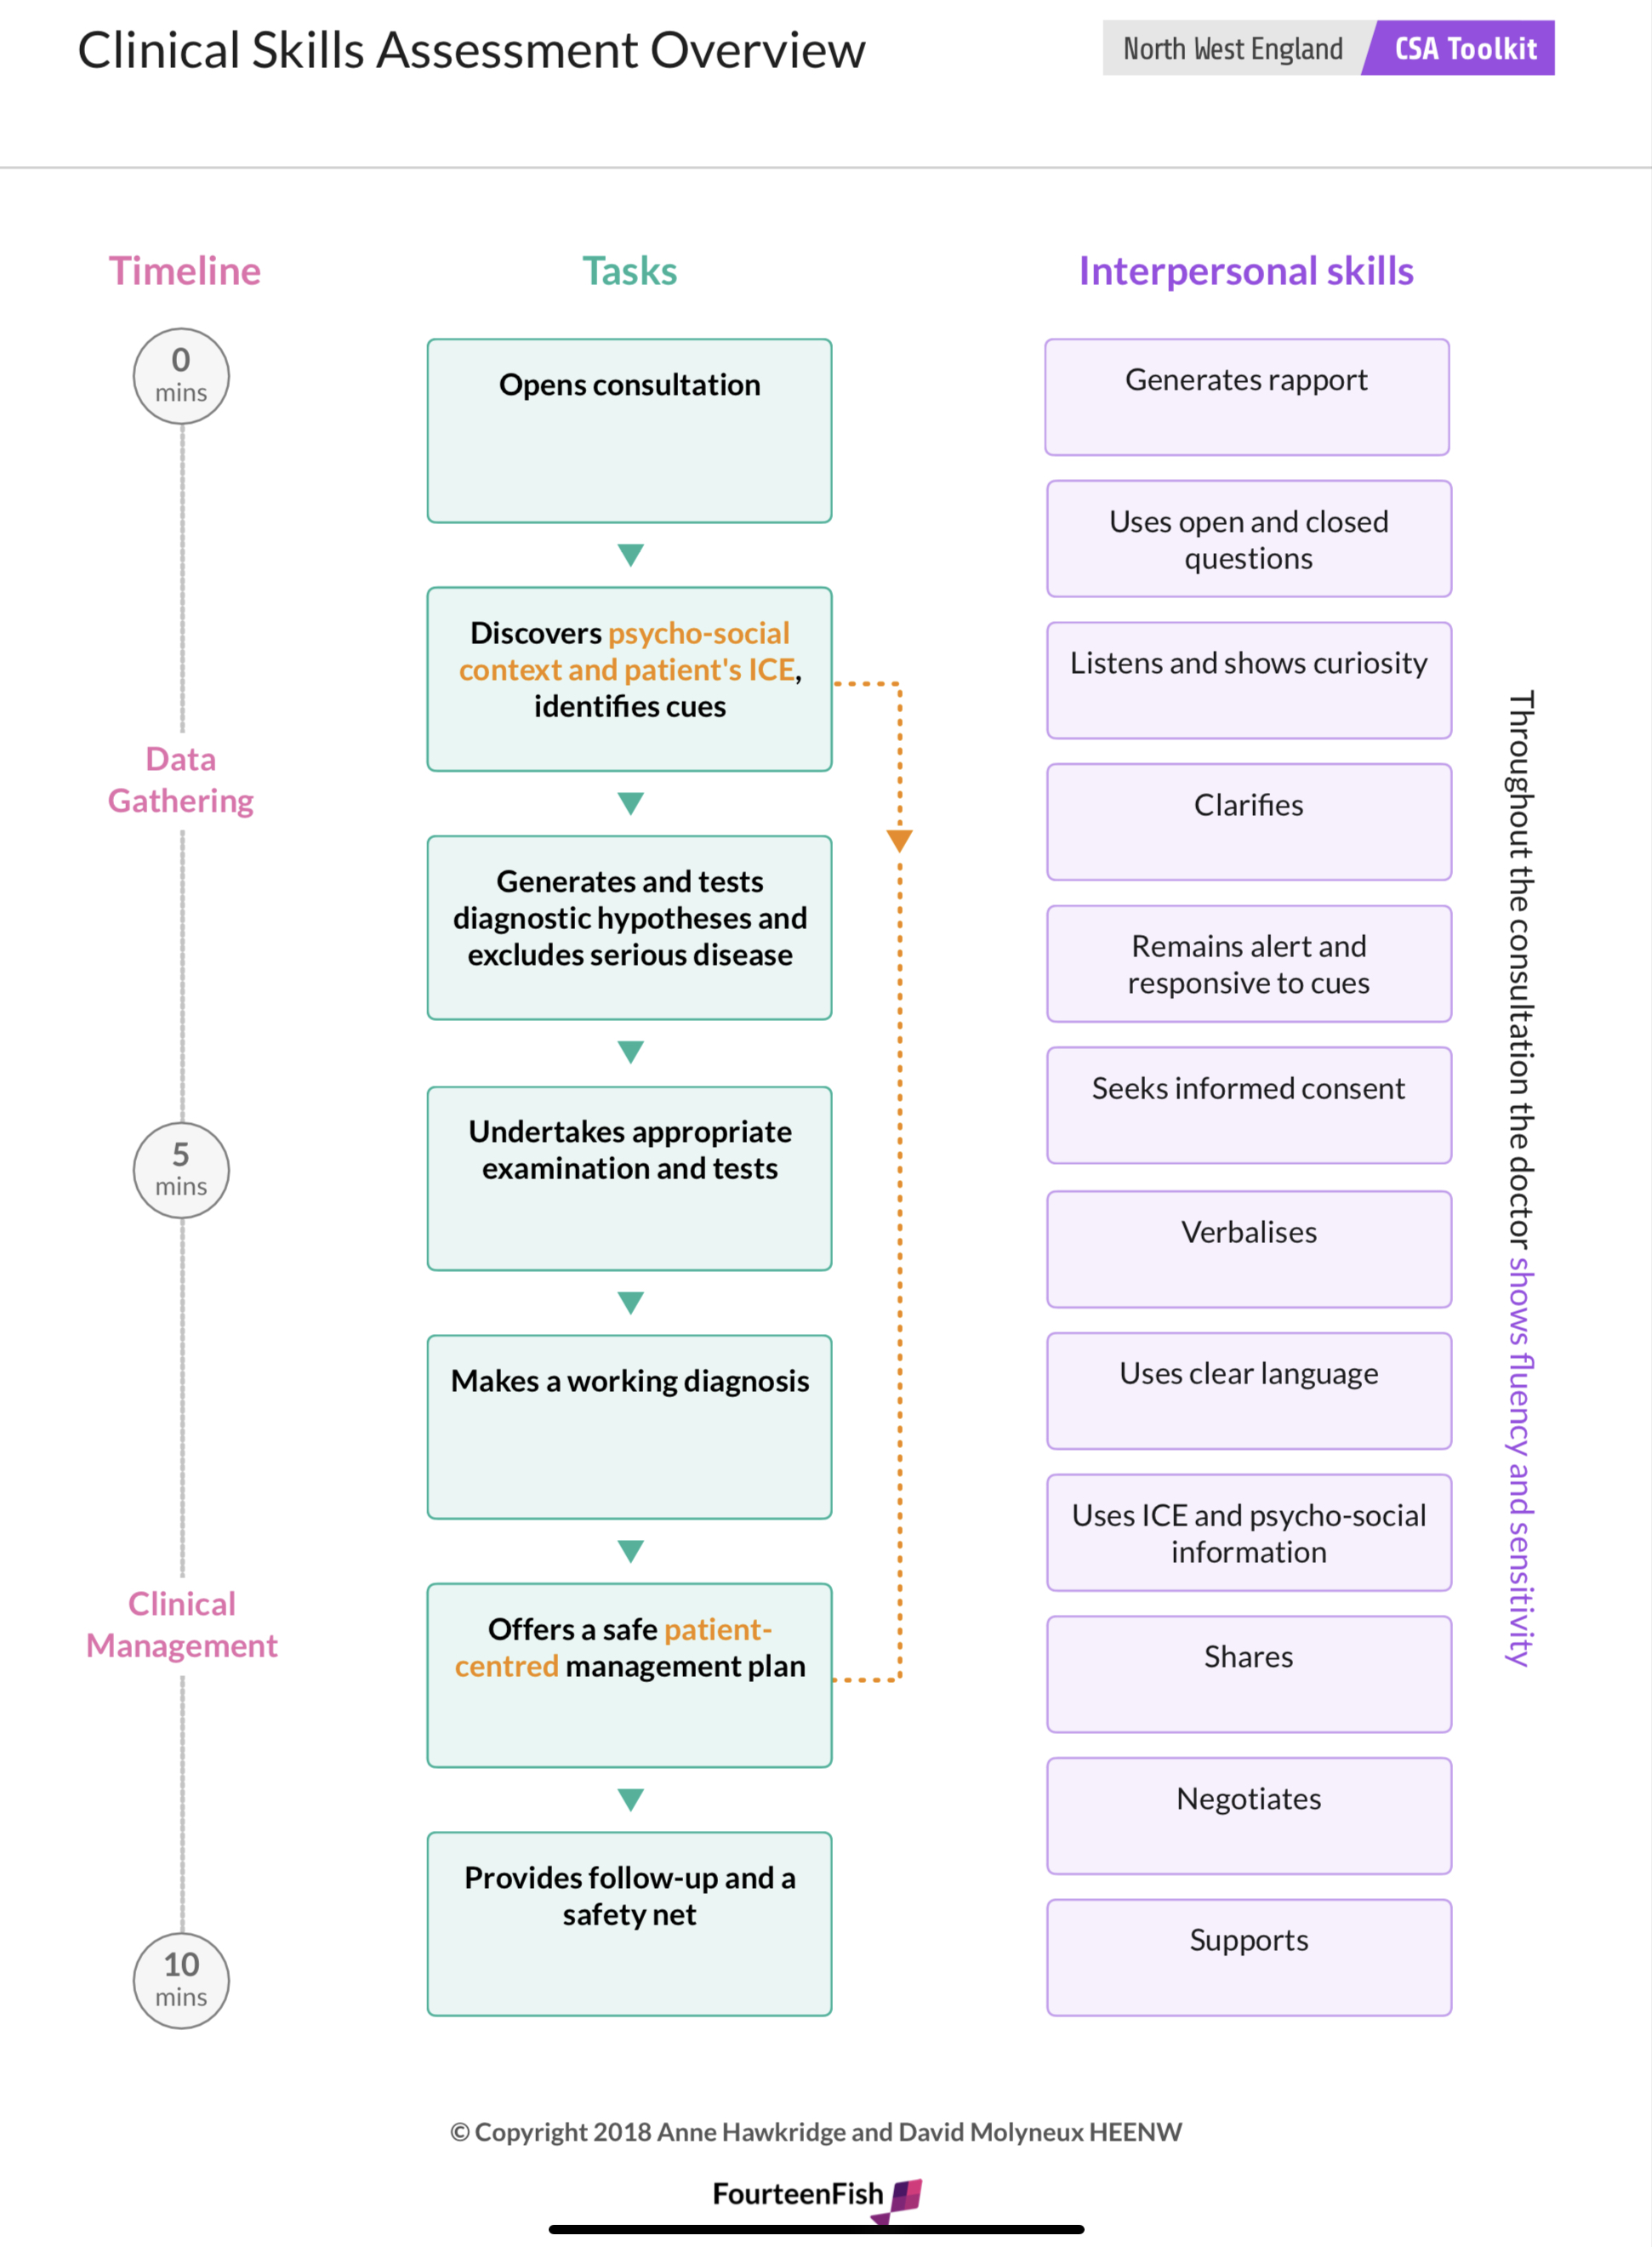 Clinical Skills Assessment Overview
North West England
CSA Toolkit
Timeline
Tasks
Interpersonal skills
0
mins
Data
Gathering
5
mins
Clinical
Management
10
mins
Opens consultation
Discovers psycho-social
context and patient's ICE,
identifies cues
Generates and tests
diagnostic hypotheses and
excludes serious disease
Undertakes appropriate
examination and tests
Makes a working diagnosis
Offers a safe patient-
centred management plan
Provides follow-up and a
safety net
Generates rapport
Uses open and closed
questions
Listens and shows curiosity
Clarifies
Remains alert and
responsive to cues
Seeks informed consent
Verbalises
Uses clear language
Uses ICE and psycho-social
information
Shares
Negotiates
Supports
Throughout the consultation the doctor shows fluency and sensitivity
© Copyright 2018 Anne Hawkridge and David Molyneux HEENW
FourteenFish